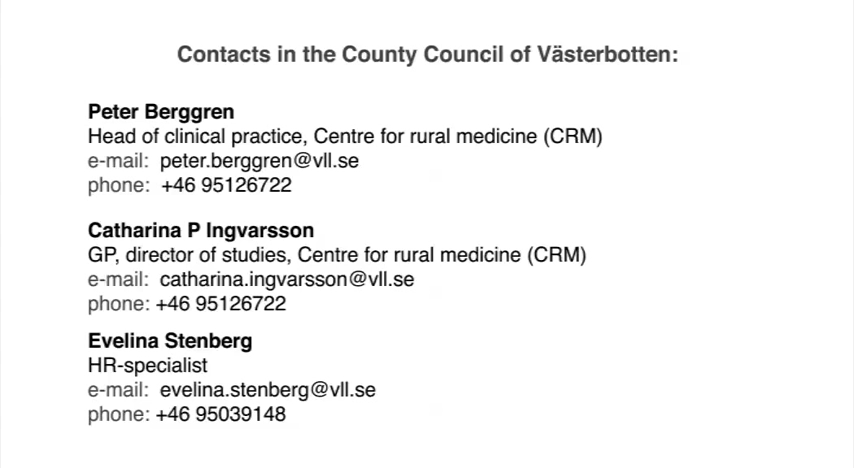 Contacts in the County Council of Västerbotten:
Peter Berggren
Head of clinical practice, Centre for rural medicine (CRM)
e-mail: peter.berggren@vll.se
phone: +46 95126722
Catharina P Ingvarsson
GP, director of studies, Centre for rural medicine (CRM)
e-mail: catharina.ingvarsson@vll.se
phone: +46 95126722
Evelina Stenberg
HR-specialist
e-mail: evelina.stenberg@vll.se
phone: +46 95039148